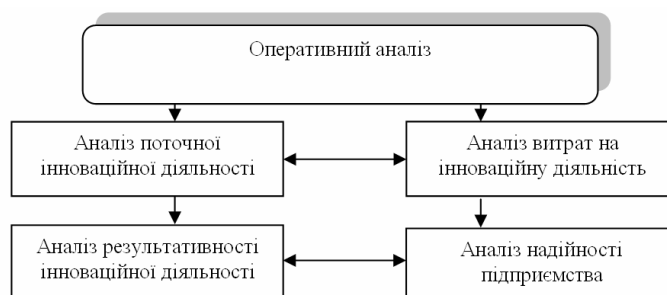 Оперативний аналіз
Аналіз поточної
інноваційної діяльності
Аналіз витрат на
інноваційну діяльність
Аналіз результативності
інноваційної діяльності
Аналіз надійності
підприємства